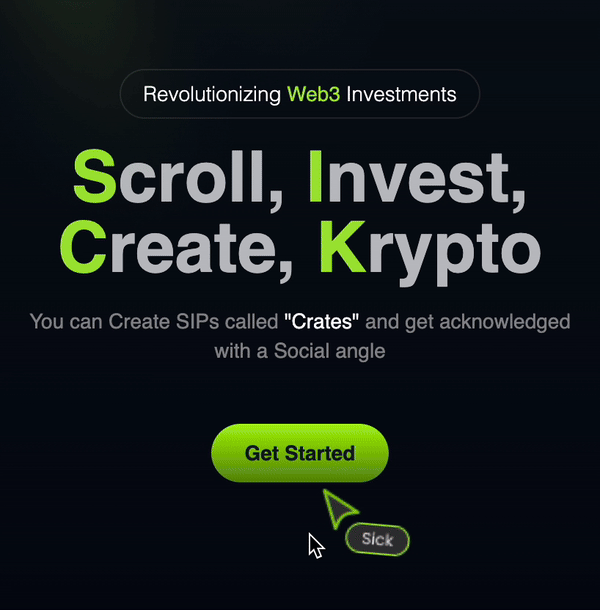 Revolutionizing Web3 Investments
Scroll, Invest,
Create, Krypto
You can Create SIPs called "Crates" and get acknowledged
with a Social angle
Get Started
Sick